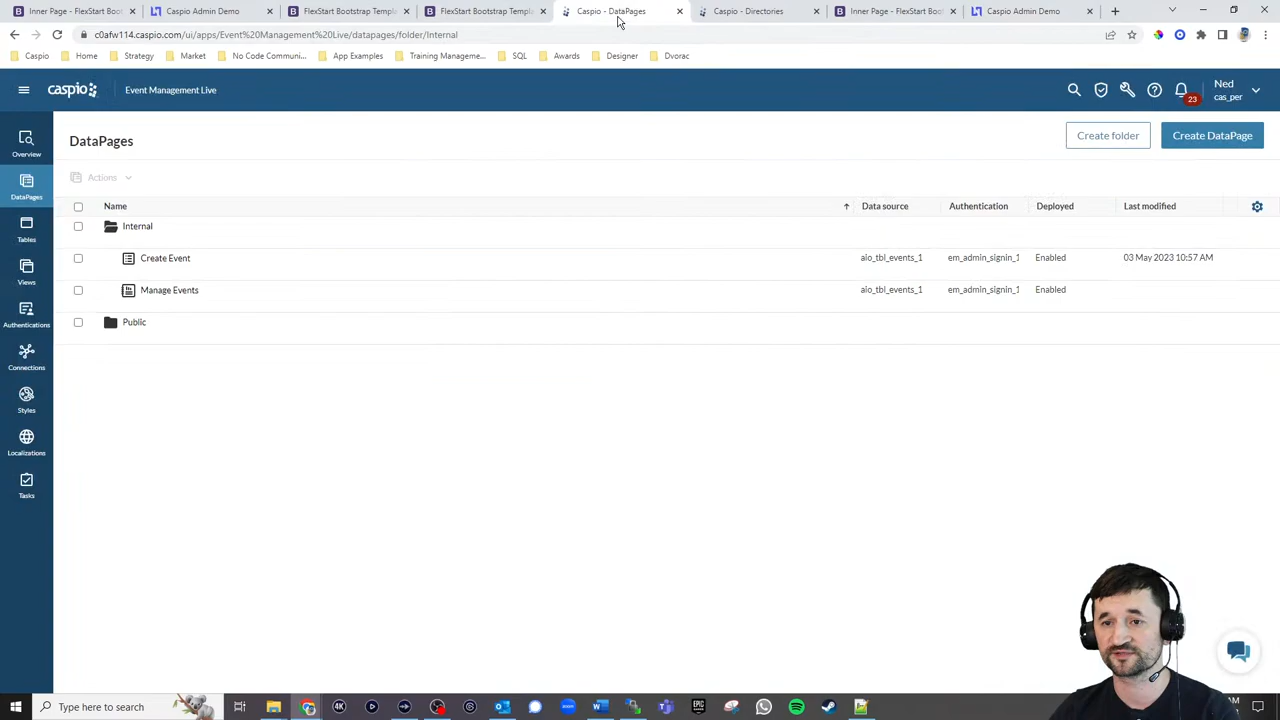 Inner Page - FlexStart Boot
Caspio Admin Demo
FlexStart Bootstrap Templ
FlexStart Bootstrap Templ
Caspio - DataPages
Caspio - Directories
Inner Page - FlexStart Boot
Caspio Admin Demo
c0afw114.caspio.com/ui/apps/Event%20Management%20Live/datapages/folder/Internal
Caspio
Home
Strategy
Market
No Code Communi...
App Examples
Training Manageme...
SQL
Awards
Designer
Dvorac
caspio
Event Management Live
23
Ned
cas_per
Overview
DataPages
Tables
Views
Authentications
Connections
Styles
Localizations
Tasks
DataPages
Create folder
Create DataPage
Actions
Name
Data source
Authentication
Deployed
Last modified
Internal
Create Event
aio_tbl_events_1
em_admin_signin_1
Enabled
03 May 2023 10:57 AM
Manage Events
aio_tbl_events_1
em_admin_signin_1
Enabled
Public
Type here to search
4K
EPIC